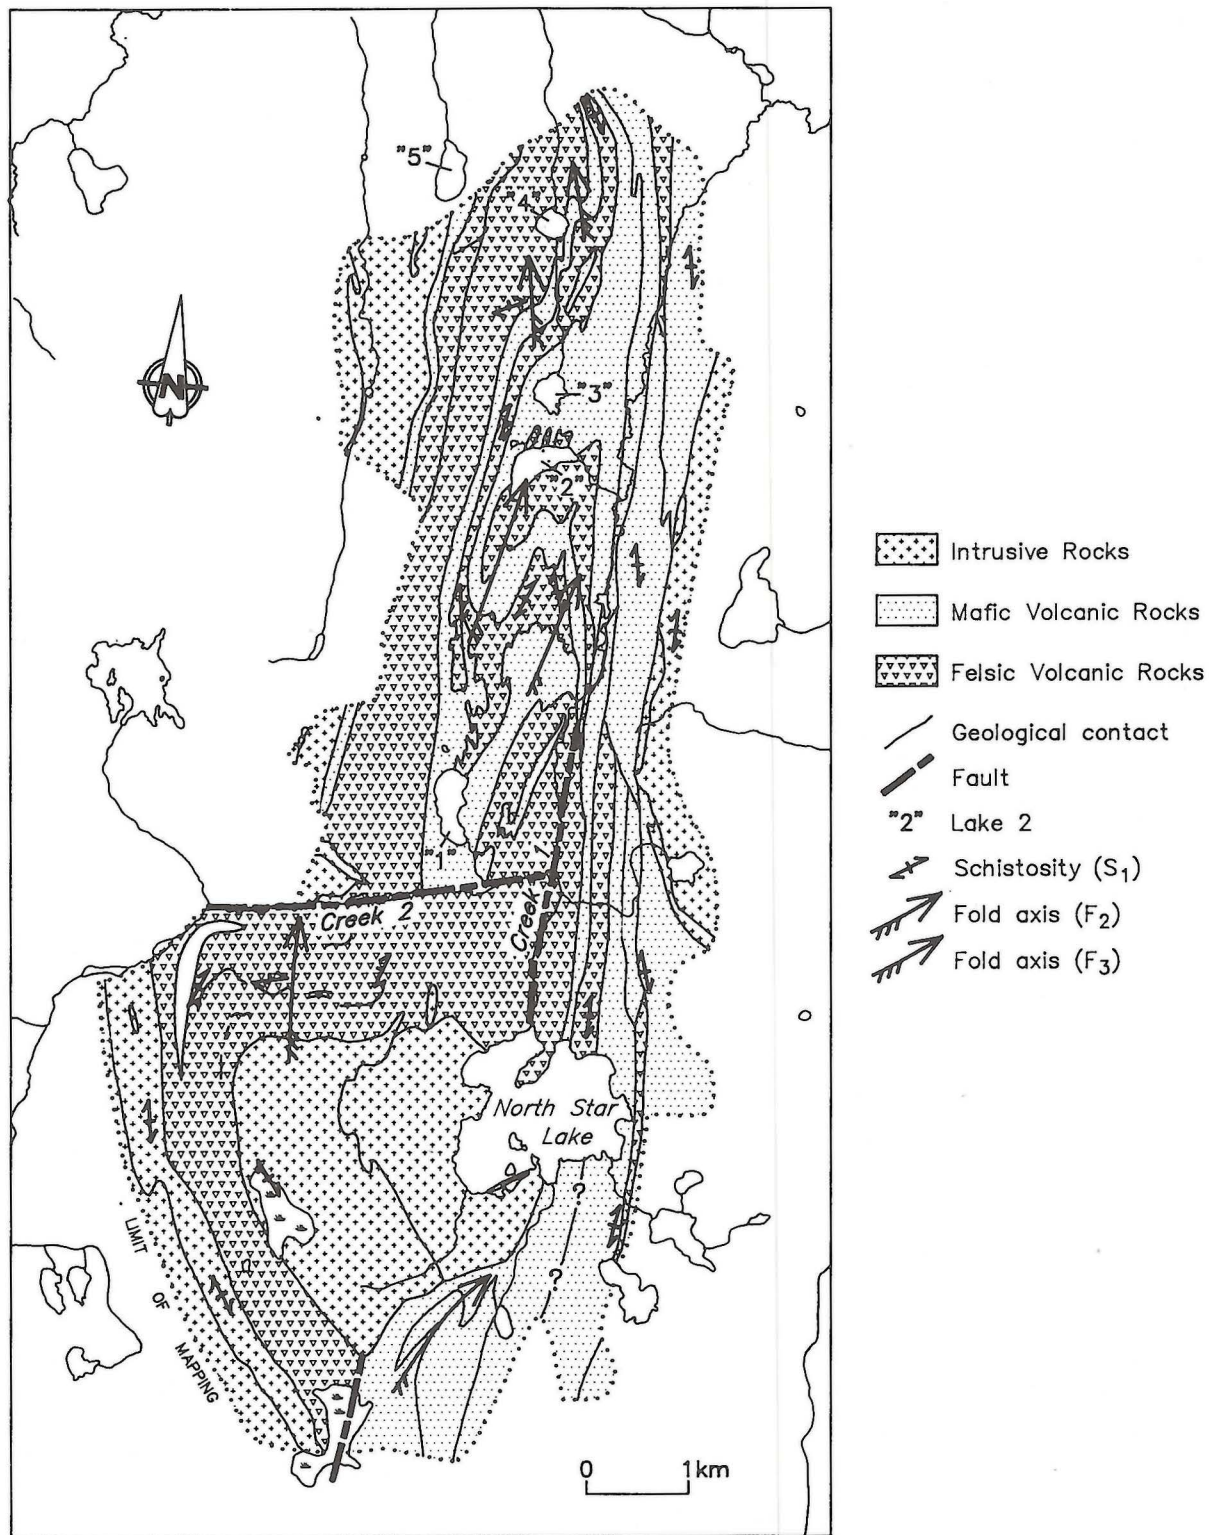 "5"
"4"
N
"3"
"2"
"1"
Creek 2
Creek 1
North Star
Lake
?
?
LIMIT
OF
MAPPING
0 1km
Intrusive Rocks
Mafic Volcanic Rocks
Felsic Volcanic Rocks
Geological contact
Fault
"2" Lake 2
Schistosity (S₁)
Fold axis (F₂)
Fold axis (F₃)